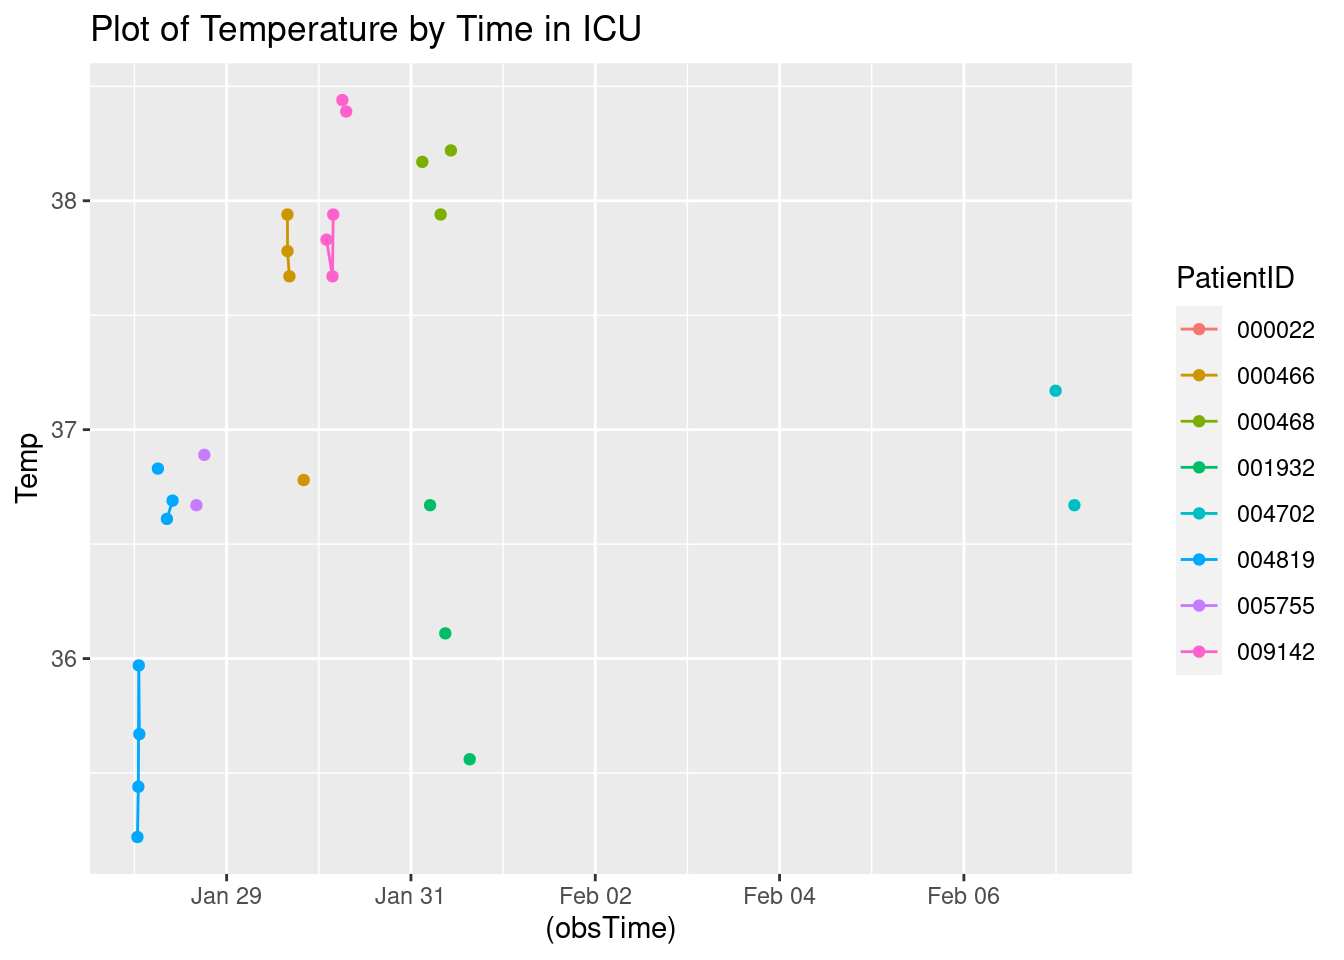 Plot of Temperature by Time in ICU
38
37
36
Temp
Jan 29
Jan 31
Feb 02
Feb 04
Feb 06
(obsTime)
PatientID
000022
000466
000468
001932
004702
004819
005755
009142